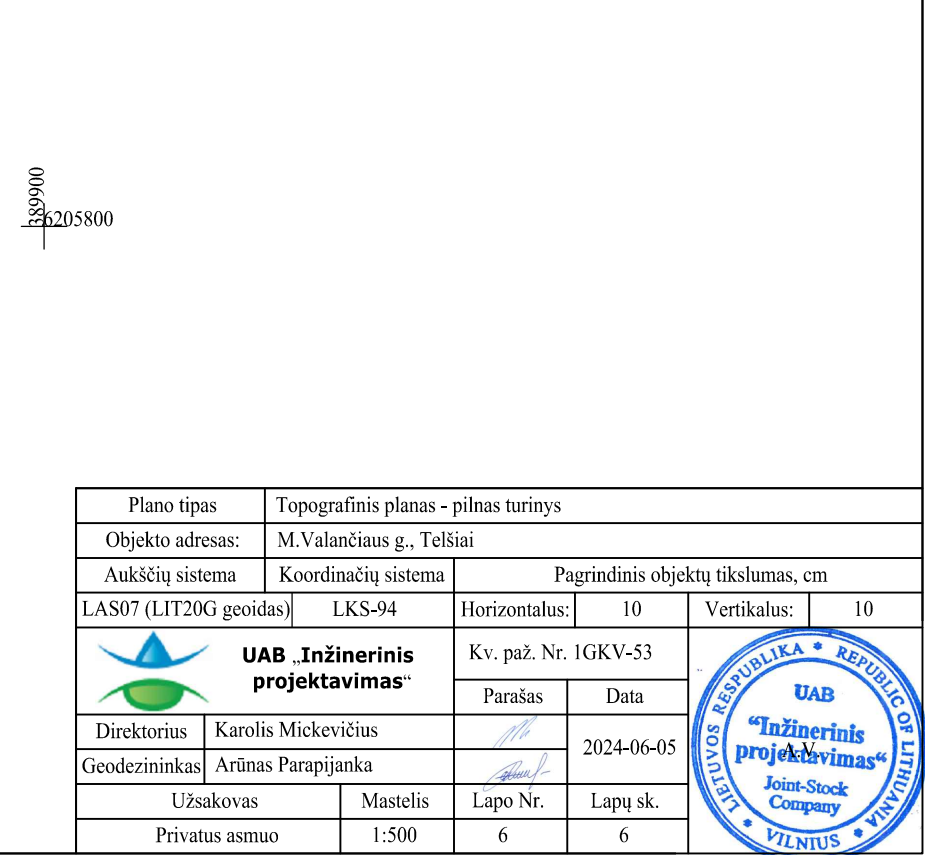 389900
6205800
Plano tipas Topografinis planas - pilnas turinys
Objekto adresas: M.Valančiaus g., Telšiai
Aukščių sistema Koordinačių sistema Pagrindinis objektų tikslumas, cm
LAS07 (LIT20G geoidas) LKS-94 Horizontalus: 10 Vertikalus: 10
UAB „Inžinerinis
projektavimas“
Kv. paž. Nr. 1GKV-53
Parašas Data
Direktorius Karolis Mickevičius
2024-06-05
Geodezininkas Arūnas Parapijanka
Užsakovas Mastelis Lapo Nr. Lapų sk.
Privatus asmuo 1:500 6 6
LIETUVOS RESPUBLIKA * REPUBLIC OF LITHUANIA
* VILNIUS *
UAB
“Inžinerinis
projektavimas“
A.V.
Joint-Stock
Company